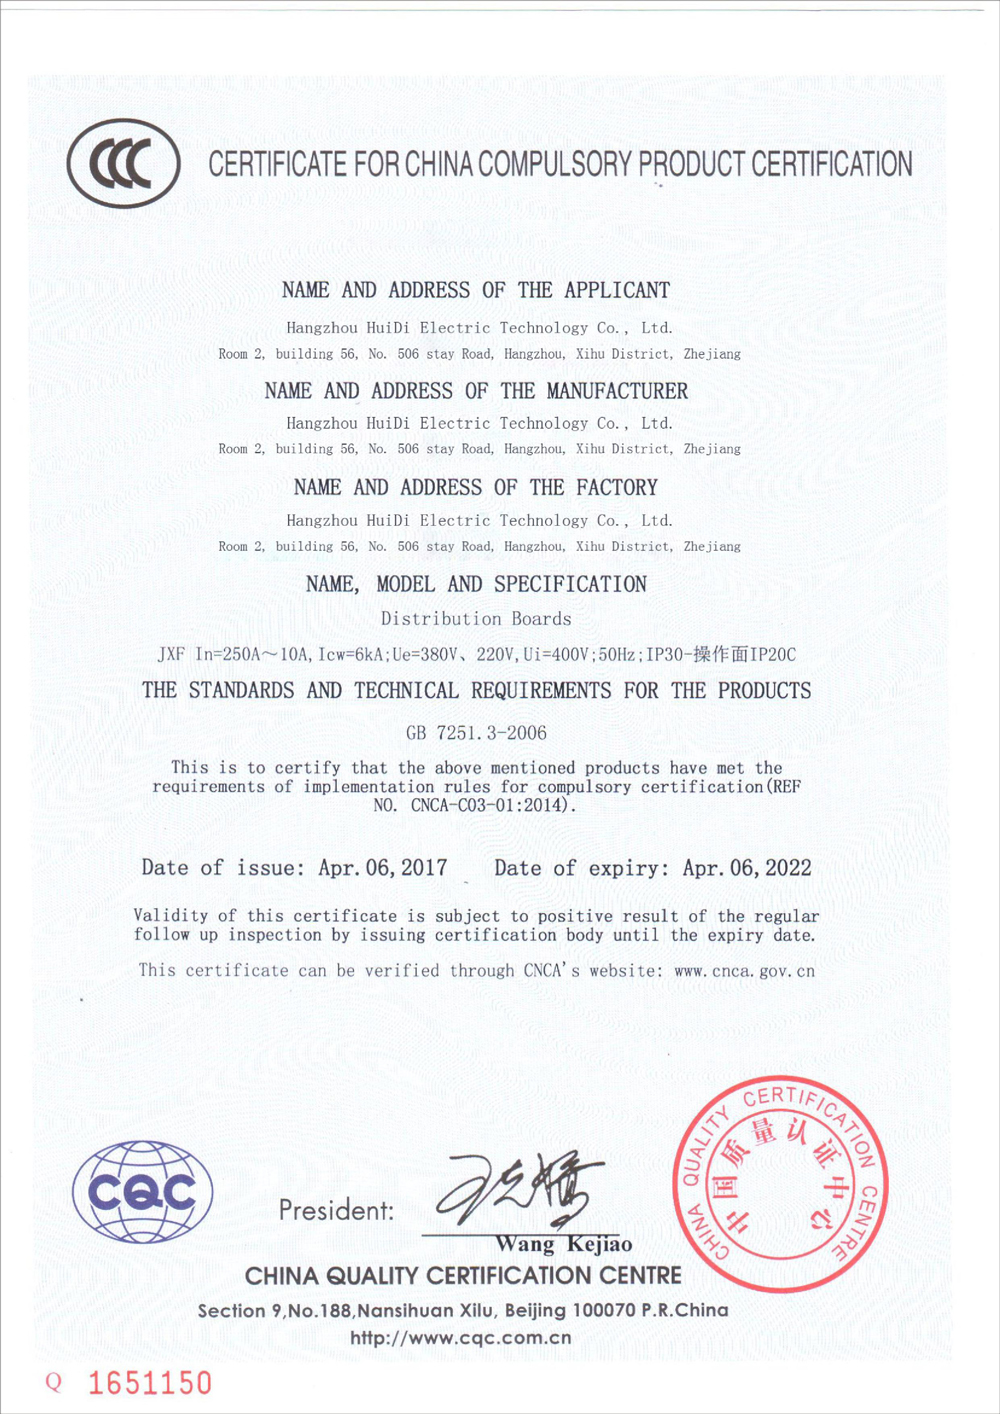 CCC
CERTIFICATE FOR CHINA COMPULSORY PRODUCT CERTIFICATION
NAME AND ADDRESS OF THE APPLICANT
Hangzhou HuiDi Electric Technology Co., Ltd.
Room 2, building 56, No. 506 stay Road, Hangzhou, Xihu District, Zhejiang
NAME AND ADDRESS OF THE MANUFACTURER
Hangzhou HuiDi Electric Technology Co., Ltd.
Room 2, building 56, No. 506 stay Road, Hangzhou, Xihu District, Zhejiang
NAME AND ADDRESS OF THE FACTORY
Hangzhou HuiDi Electric Technology Co., Ltd.
Room 2, building 56, No. 506 stay Road, Hangzhou, Xihu District, Zhejiang
NAME, MODEL AND SPECIFICATION
Distribution Boards
JXF In=250A～10A,Icw=6kA;Ue=380V、220V,Ui=400V;50Hz;IP30-操作面IP20C
THE STANDARDS AND TECHNICAL REQUIREMENTS FOR THE PRODUCTS
GB 7251.3-2006
This is to certify that the above mentioned products have met the
requirements of implementation rules for compulsory certification(REF
NO. CNCA-C03-01:2014).
Date of issue: Apr.06,2017 Date of expiry: Apr.06,2022
Validity of this certificate is subject to positive result of the regular
follow up inspection by issuing certification body until the expiry date.
This certificate can be verified through CNCA's website: www.cnca.gov.cn
CQC
President:
王克娇
Wang Kejiao
CHINA QUALITY CERTIFICATION CENTRE
中国质量认证中心
CHINA QUALITY CERTIFICATION CENTRE
Section 9,No.188,Nansihuan Xilu, Beijing 100070 P.R.China
http://www.cqc.com.cn
Q 1651150